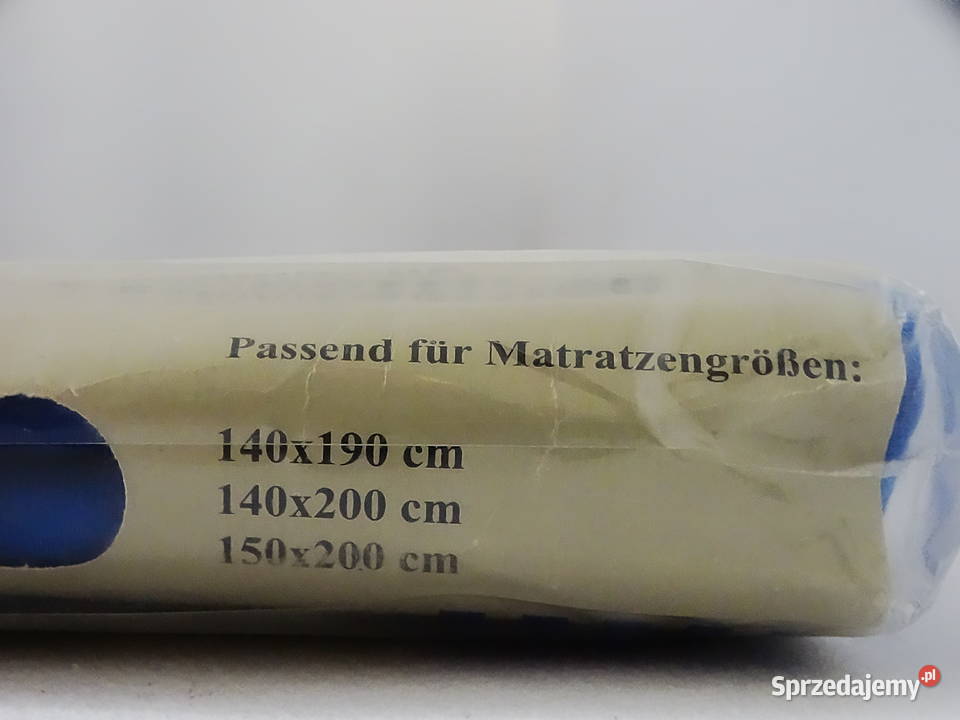 Passend für Matratzengrößen:
140x190 cm
140x200 cm
150x200 cm
Sprzedajemy.pl